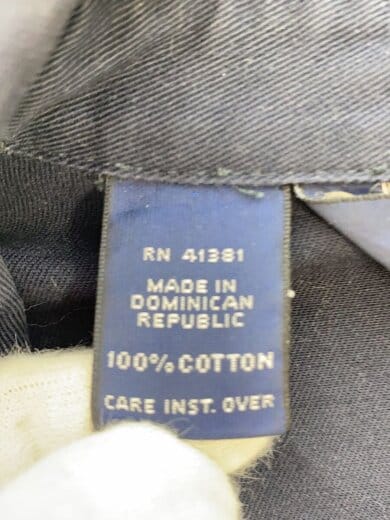 RN 41381
MADE IN
DOMINICAN
REPUBLIC
100% COTTON
CARE INST. OVER